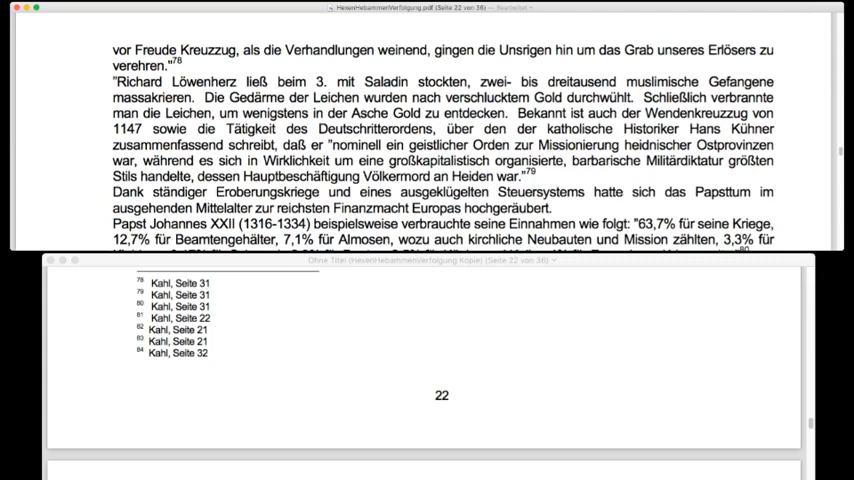 HexenHebammenVerfolgung.pdf (Seite 22 von 36) — Bearbeitet
vor Freude Kreuzzug, als die Verhandlungen weinend, gingen die Unsrigen hin um das Grab unseres Erlösers zu
verehren."78
"Richard Löwenherz ließ beim 3. mit Saladin stockten, zwei- bis dreitausend muslimische Gefangene
massakrieren. Die Gedärme der Leichen wurden nach verschlucktem Gold durchwühlt. Schließlich verbrannte
man die Leichen, um wenigstens in der Asche Gold zu entdecken. Bekannt ist auch der Wendenkreuzzug von
1147 sowie die Tätigkeit des Deutschritterordens, über den der katholische Historiker Hans Kühner
zusammenfassend schreibt, daß er "nominell ein geistlicher Orden zur Missionierung heidnischer Ostprovinzen
war, während es sich in Wirklichkeit um eine großkapitalistisch organisierte, barbarische Militärdiktatur größten
Stils handelte, dessen Hauptbeschäftigung Völkermord an Heiden war."79
Dank ständiger Eroberungskriege und eines ausgeklügelten Steuersystems hatte sich das Papsttum im
ausgehenden Mittelalter zur reichsten Finanzmacht Europas hochgeräubert.
Papst Johannes XXII (1316-1334) beispielsweise verbrauchte seine Einnahmen wie folgt: "63,7% für seine Kriege,
12,7% für Beamtengehälter, 7,1% für Almosen, wozu auch kirchliche Neubauten und Mission zählten, 3,3% für
Ohne Titel (HexenHebammenVerfolgung Kopie) (Seite 22 von 36)
78 Kahl, Seite 31
79 Kahl, Seite 31
80 Kahl, Seite 31
81 Kahl, Seite 22
82 Kahl, Seite 21
83 Kahl, Seite 21
84 Kahl, Seite 32
22